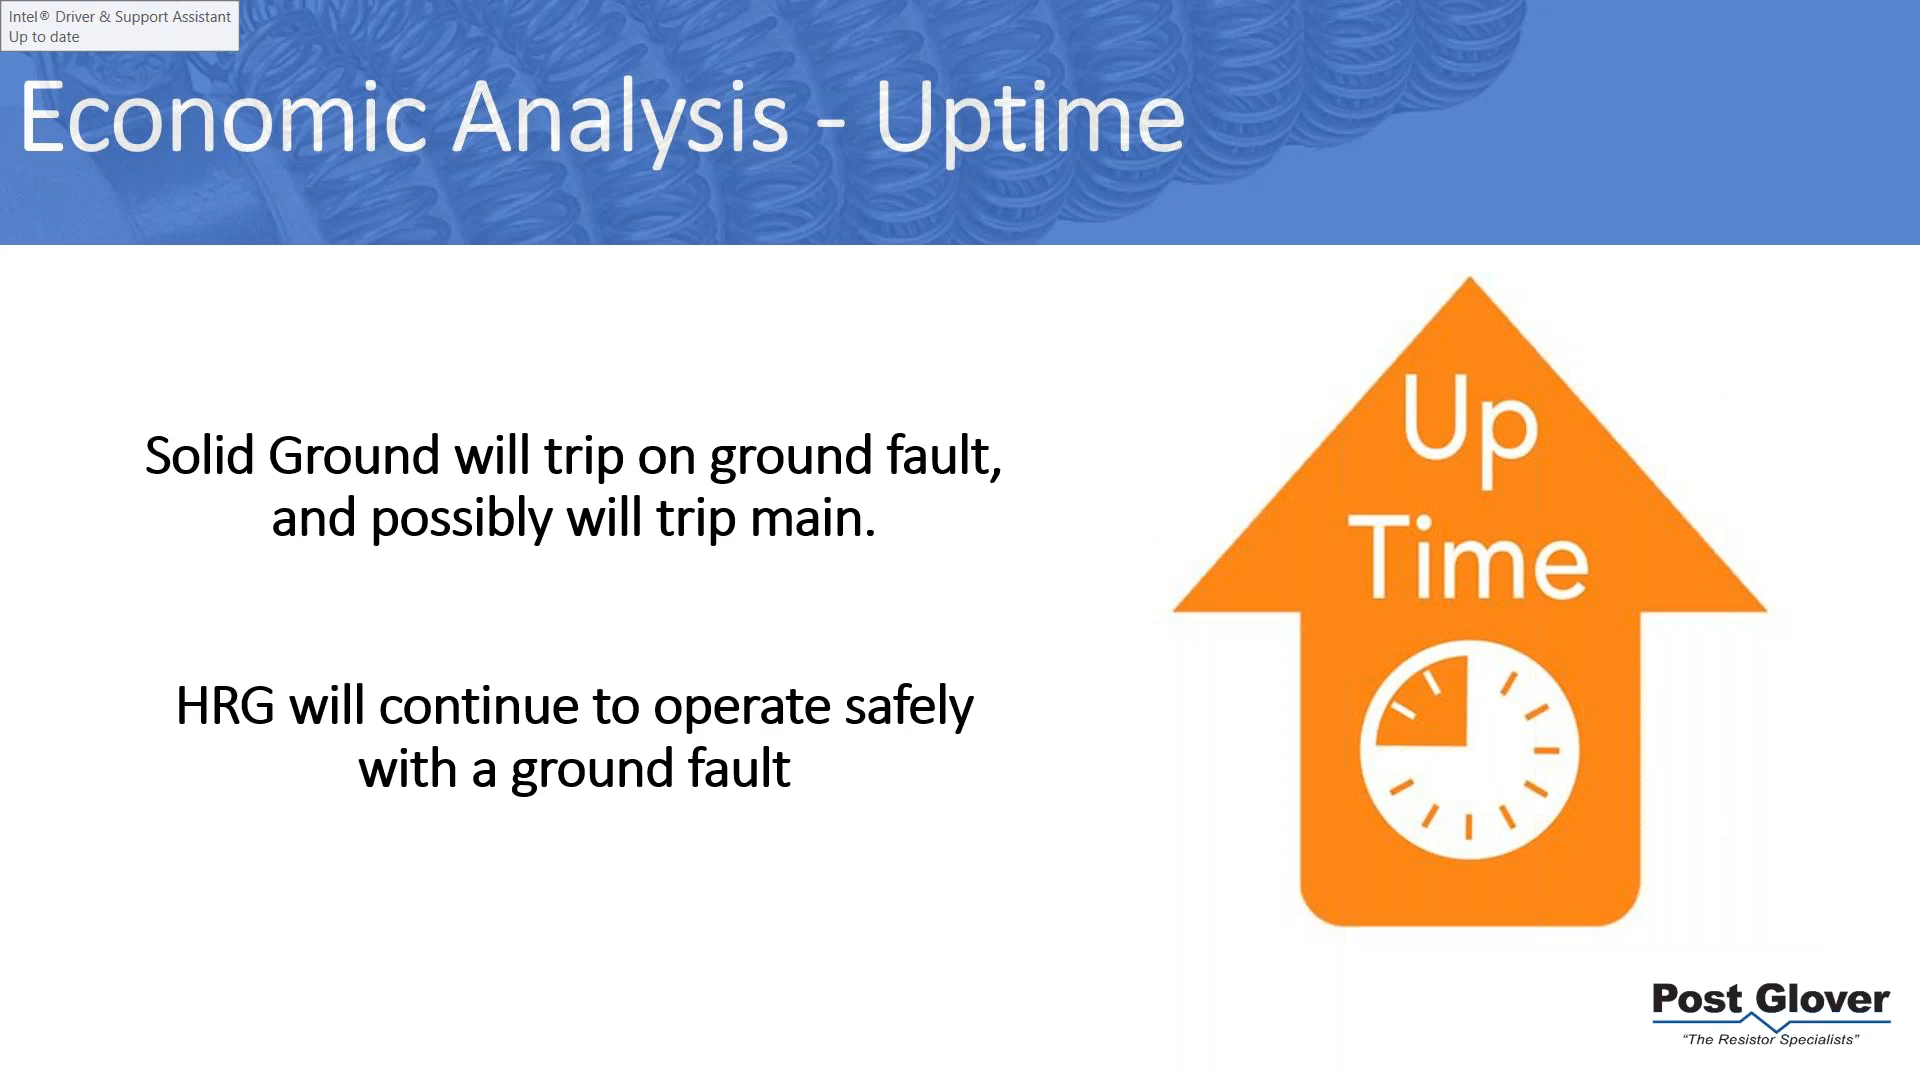 Intel® Driver & Support Assistant
Up to date
Economic Analysis - Uptime
Solid Ground will trip on ground fault,
and possibly will trip main.
HRG will continue to operate safely
with a ground fault
Up
Time
Post Glover
“The Resistor Specialists”